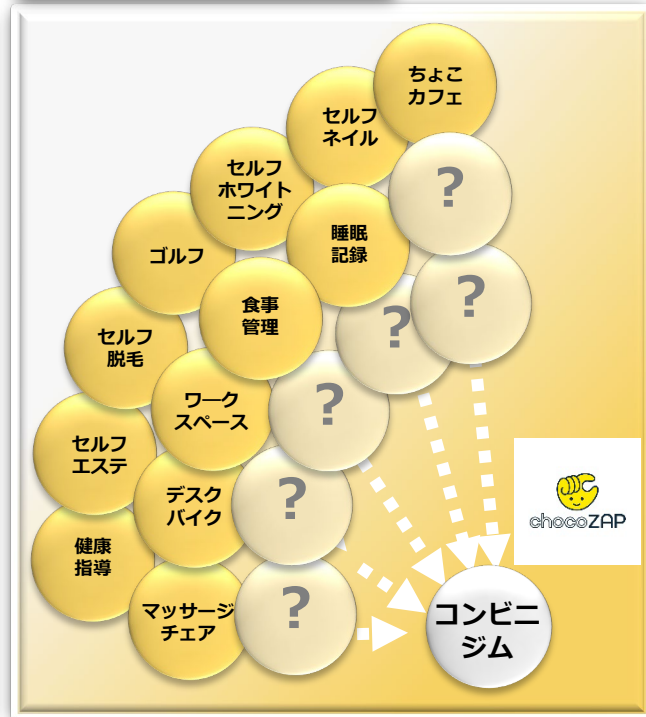 ちょこ
カフェ
セルフ
ネイル
セルフ
ホワイト
ニング
?
睡眠
記録
ゴルフ
?
食事
管理
?
セルフ
脱毛
ワーク
スペース
?
セルフ
エステ
デスク
バイク
?
健康
指導
マッサージ
チェア
?
chocoZAP
コンビニ
ジム